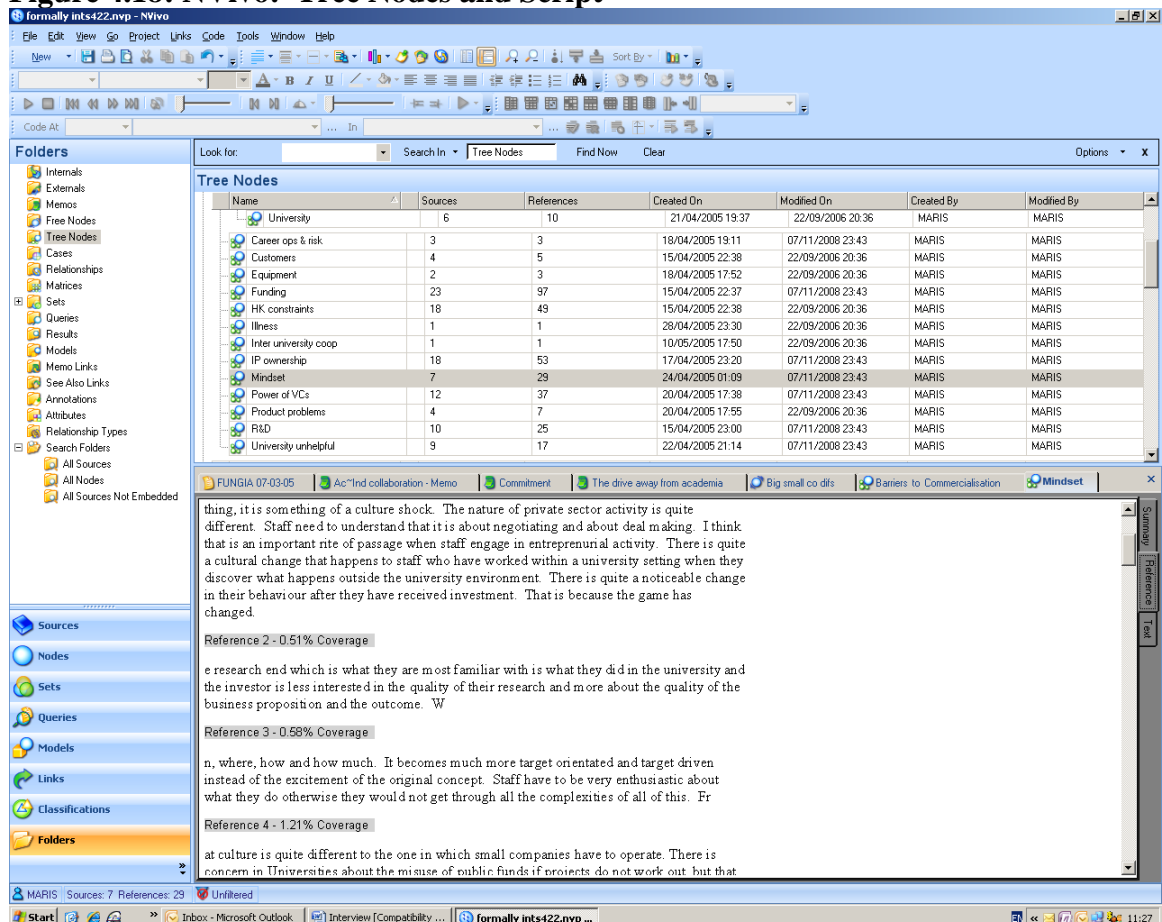 Figure 4.18: NVivo: Tree Nodes and Script
formally ints422.nvp - NVivo
File Edit View Go Project Links Code Tools Window Help
New Sort By
Code At ... In ...
Folders
Internals
Externals
Memos
Free Nodes
Tree Nodes
Cases
Relationships
Matrices
Sets
Queries
Results
Models
Memo Links
See Also Links
Annotations
Attributes
Relationship Types
Search Folders
All Sources
All Nodes
All Sources Not Embedded
Sources
Nodes
Sets
Queries
Models
Links
Classifications
Folders
Look for: Search In Tree Nodes Find Now Clear Options x
Tree Nodes
Name Sources References Created On Modified On Created By Modified By
University 6 10 21/04/2005 19:37 22/09/2006 20:36 MARIS MARIS
Career ops & risk 3 3 18/04/2005 19:11 07/11/2008 23:43 MARIS MARIS
Customers 4 5 15/04/2005 22:38 22/09/2006 20:36 MARIS MARIS
Equipment 2 3 18/04/2005 17:52 22/09/2006 20:36 MARIS MARIS
Funding 23 97 15/04/2005 22:37 07/11/2008 23:43 MARIS MARIS
HK constraints 18 49 15/04/2005 22:38 22/09/2006 20:36 MARIS MARIS
Illness 1 1 28/04/2005 23:30 22/09/2006 20:36 MARIS MARIS
Inter university coop 1 1 10/05/2005 17:50 22/09/2006 20:36 MARIS MARIS
IP ownership 18 53 17/04/2005 23:20 07/11/2008 23:43 MARIS MARIS
Mindset 7 29 24/04/2005 01:09 07/11/2008 23:43 MARIS MARIS
Power of VCs 12 37 20/04/2005 17:38 07/11/2008 23:43 MARIS MARIS
Product problems 4 7 20/04/2005 17:55 22/09/2006 20:36 MARIS MARIS
R&D 10 25 15/04/2005 23:00 07/11/2008 23:43 MARIS MARIS
University unhelpful 9 17 22/04/2005 21:14 07/11/2008 23:43 MARIS MARIS
FUNGIA 07-03-05 Ac~Ind collaboration - Memo Commitment The drive away from academia Big small co difs Barriers to Commercialisation Mindset
thing, it is something of a culture shock. The nature of private sector activity is quite
different. Staff need to understand that it is about negotiating and about deal making. I think
that is an important rite of passage when staff engage in entreprenurial activity. There is quite
a cultural change that happens to staff who have worked within a university setting when they
discover what happens outside the university environment. There is quite a noticeable change
in their behaviour after they have received investment. That is because the game has
changed.
Reference 2 - 0.51% Coverage
e research end which is what they are most familiar with is what they did in the university and
the investor is less interested in the quality of their research and more about the quality of the
business proposition and the outcome. W
Reference 3 - 0.58% Coverage
n, where, how and how much. It becomes much more target orientated and target driven
instead of the excitement of the original concept. Staff have to be very enthusiastic about
what they do otherwise they would not get through all the complexities of all of this. Fr
Reference 4 - 1.21% Coverage
at culture is quite different to the one in which small companies have to operate. There is
concern in Universities about the misuse of public funds if projects do not work out, but that
Summary
Reference
Text
MARIS Sources: 7 References: 29 Unfiltered
Start Inbox - Microsoft Outlook Interview [Compatibility ... formally ints422.nvp ... EN 11:27